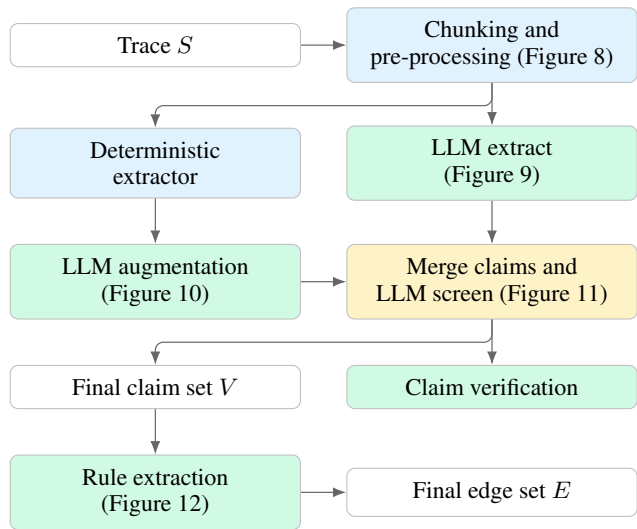 Trace S
Chunking and
pre-processing (Figure 8)
Deterministic
extractor
LLM extract
(Figure 9)
LLM augmentation
(Figure 10)
Merge claims and
LLM screen (Figure 11)
Final claim set V
Claim verification
Rule extraction
(Figure 12)
Final edge set E